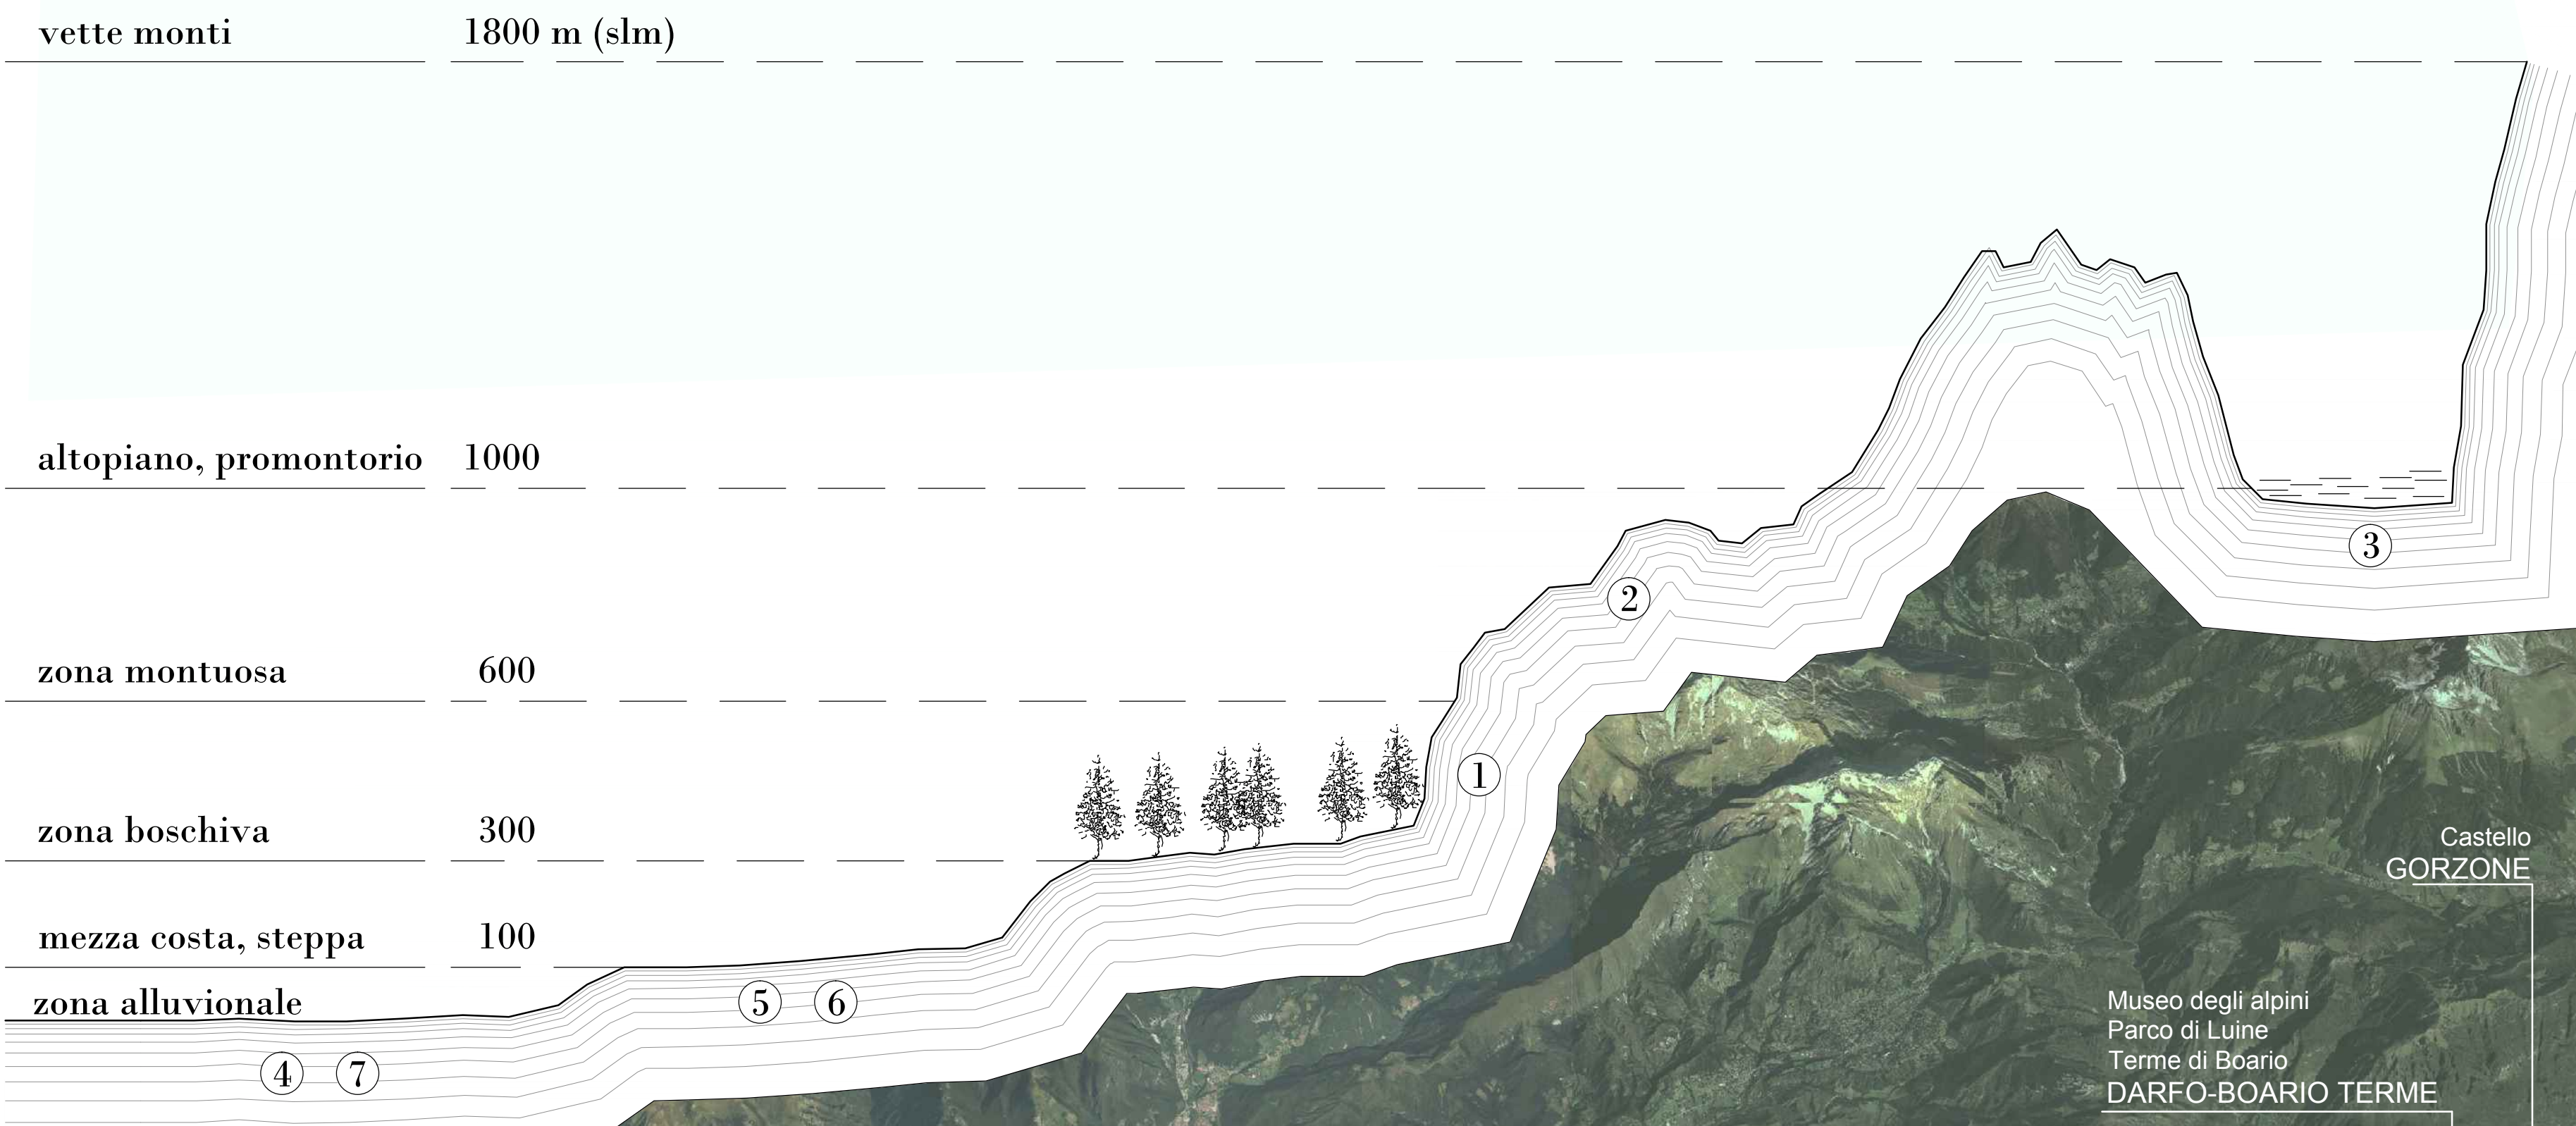 vette monti 1800 m (slm)
altopiano, promontorio 1000
3
2
zona montuosa 600
1
zona boschiva 300
Castello
GORZONE
mezza costa, steppa 100
zona alluvionale
5 6
4 7
Museo degli alpini
Parco di Luine
Terme di Boario
DARFO-BOARIO TERME